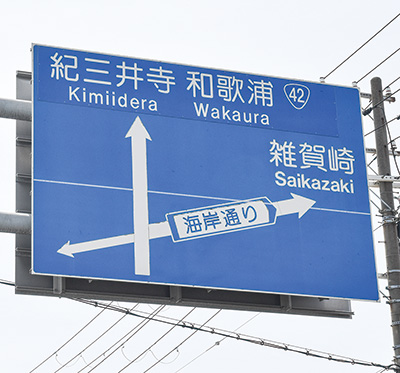 紀三井寺 和歌浦 42
Kimiidera Wakaura
雑賀崎
Saikazaki
海岸通り